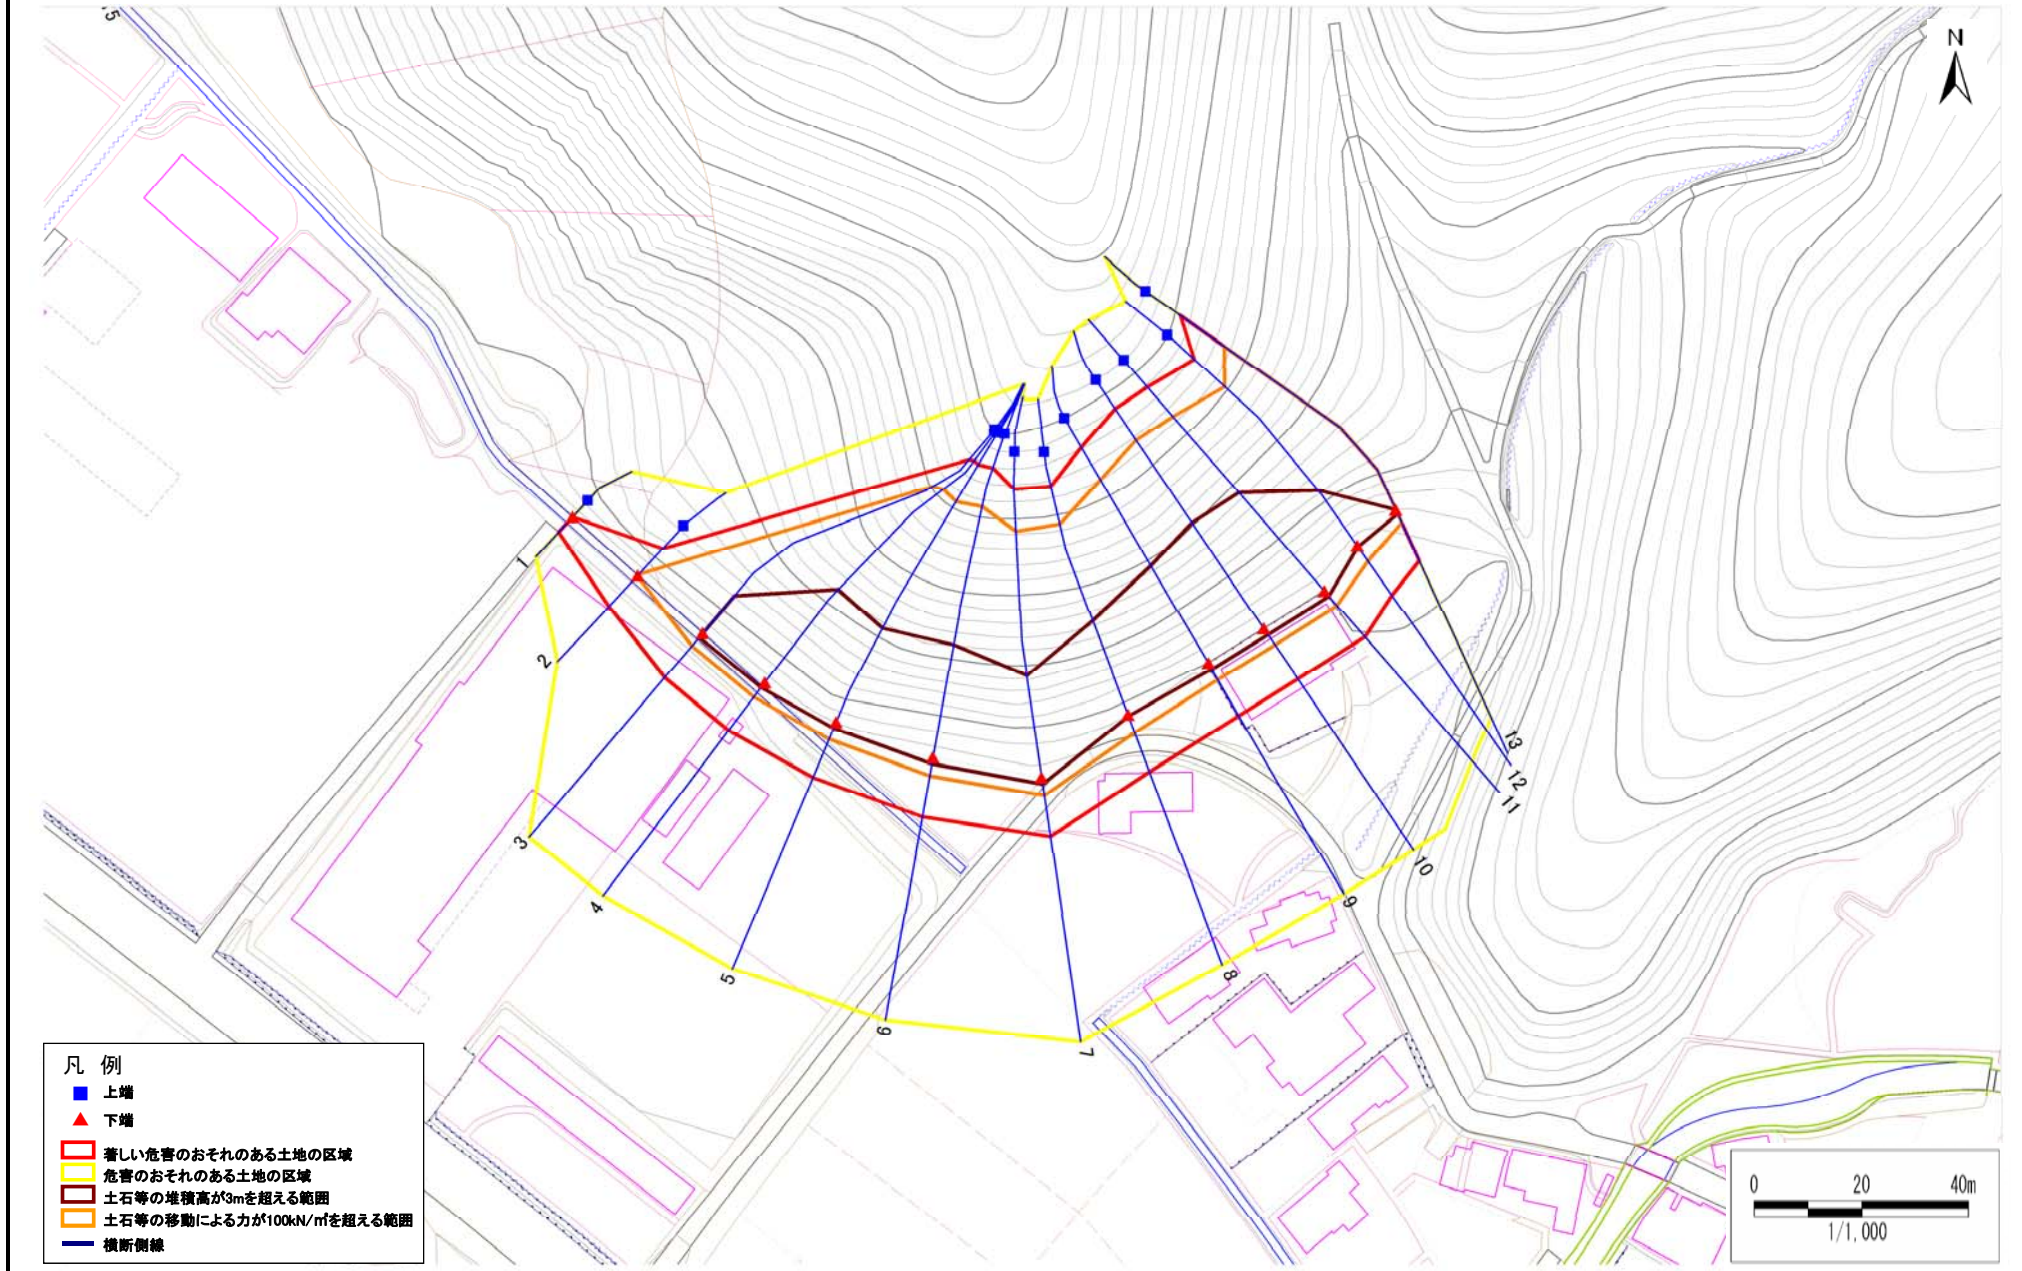 75
N
1
2
3
4
5
6
7
8
9
10
11
12
13
凡 例
上端
下端
著しい危害のおそれのある土地の区域
危害のおそれのある土地の区域
土石等の堆積高が3mを超える範囲
土石等の移動による力が100kN/㎡を超える範囲
横断側線
0 20 40m
1/1,000